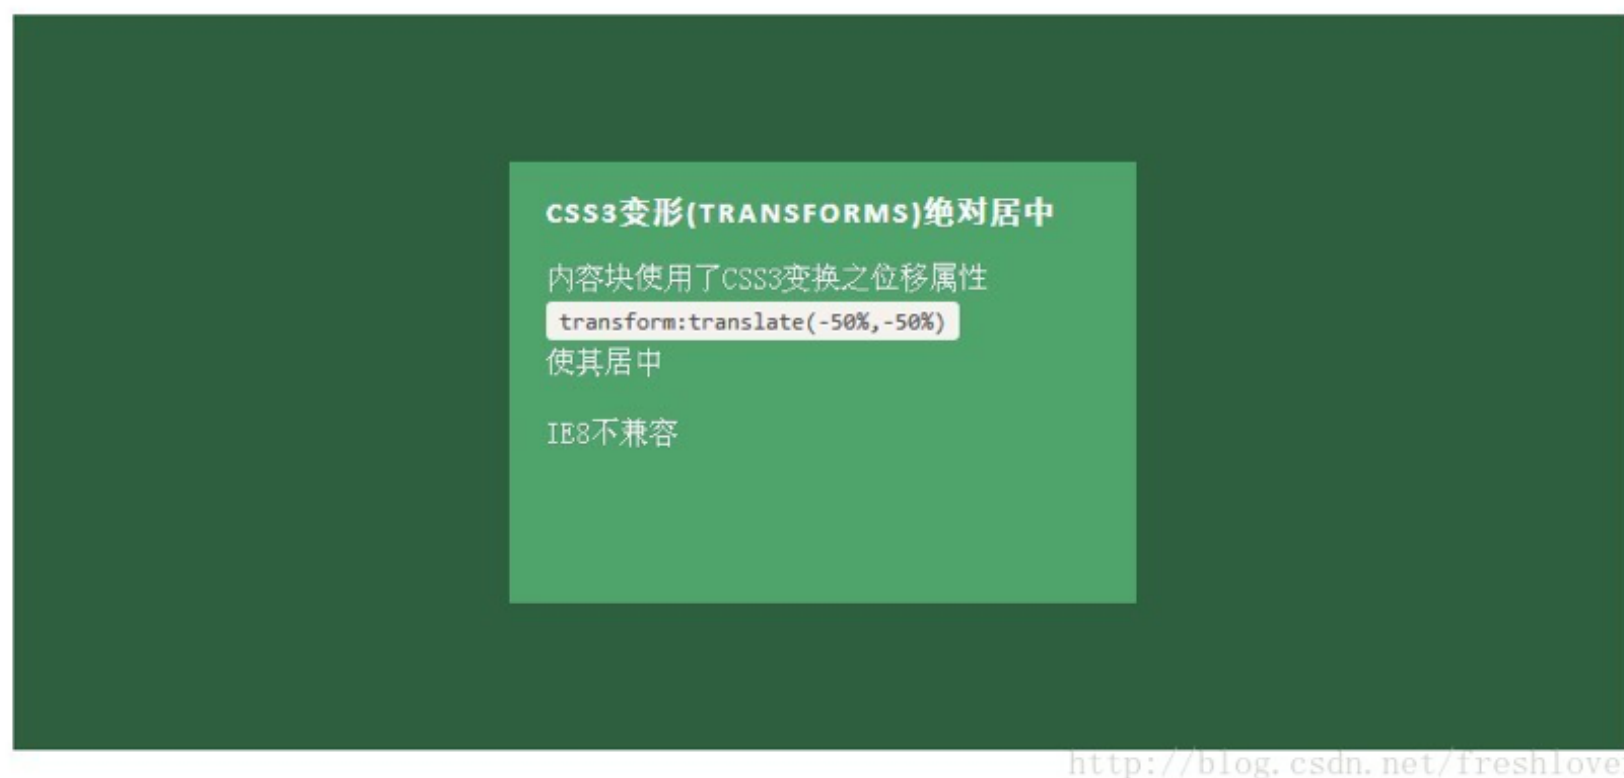 CSS3变形(TRANSFORMS)绝对居中
内容块使用了CSS3变换之位移属性
transform:translate(-50%,-50%)
使其居中
IE8不兼容
http://blog.csdn.net/freshlove